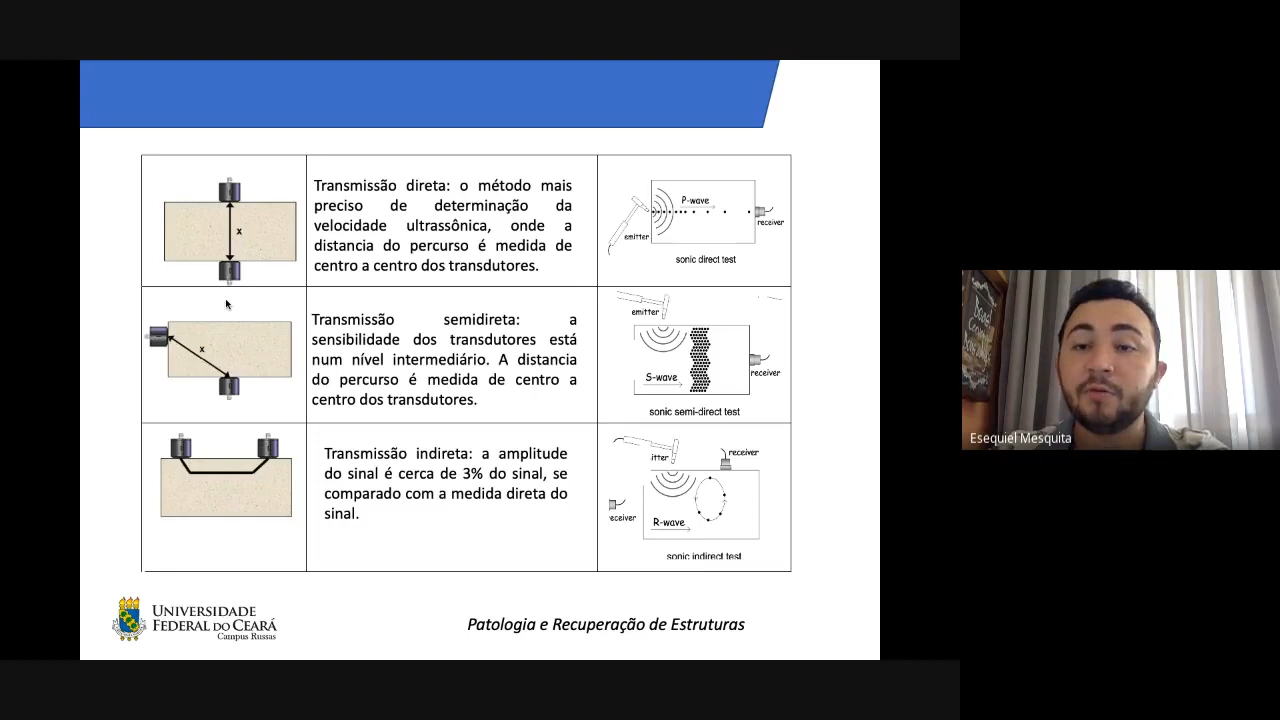 x
Transmissão direta: o método mais
preciso de determinação da
velocidade ultrassônica, onde a
distancia do percurso é medida de
centro a centro dos transdutores.
P-wave
emitter
receiver
sonic direct test
x
Transmissão semidireta: a
sensibilidade dos transdutores está
num nível intermediário. A distancia
do percurso é medida de centro a
centro dos transdutores.
emitter
S-wave
receiver
sonic semi-direct test
Transmissão indireta: a amplitude
do sinal é cerca de 3% do sinal, se
comparado com a medida direta do
sinal.
itter
receiver
eceiver
R-wave
sonic indirect test
UNIVERSIDADE
FEDERAL DO CEARÁ
Campus Russas
Patologia e Recuperação de Estruturas
Esequiel Mesquita